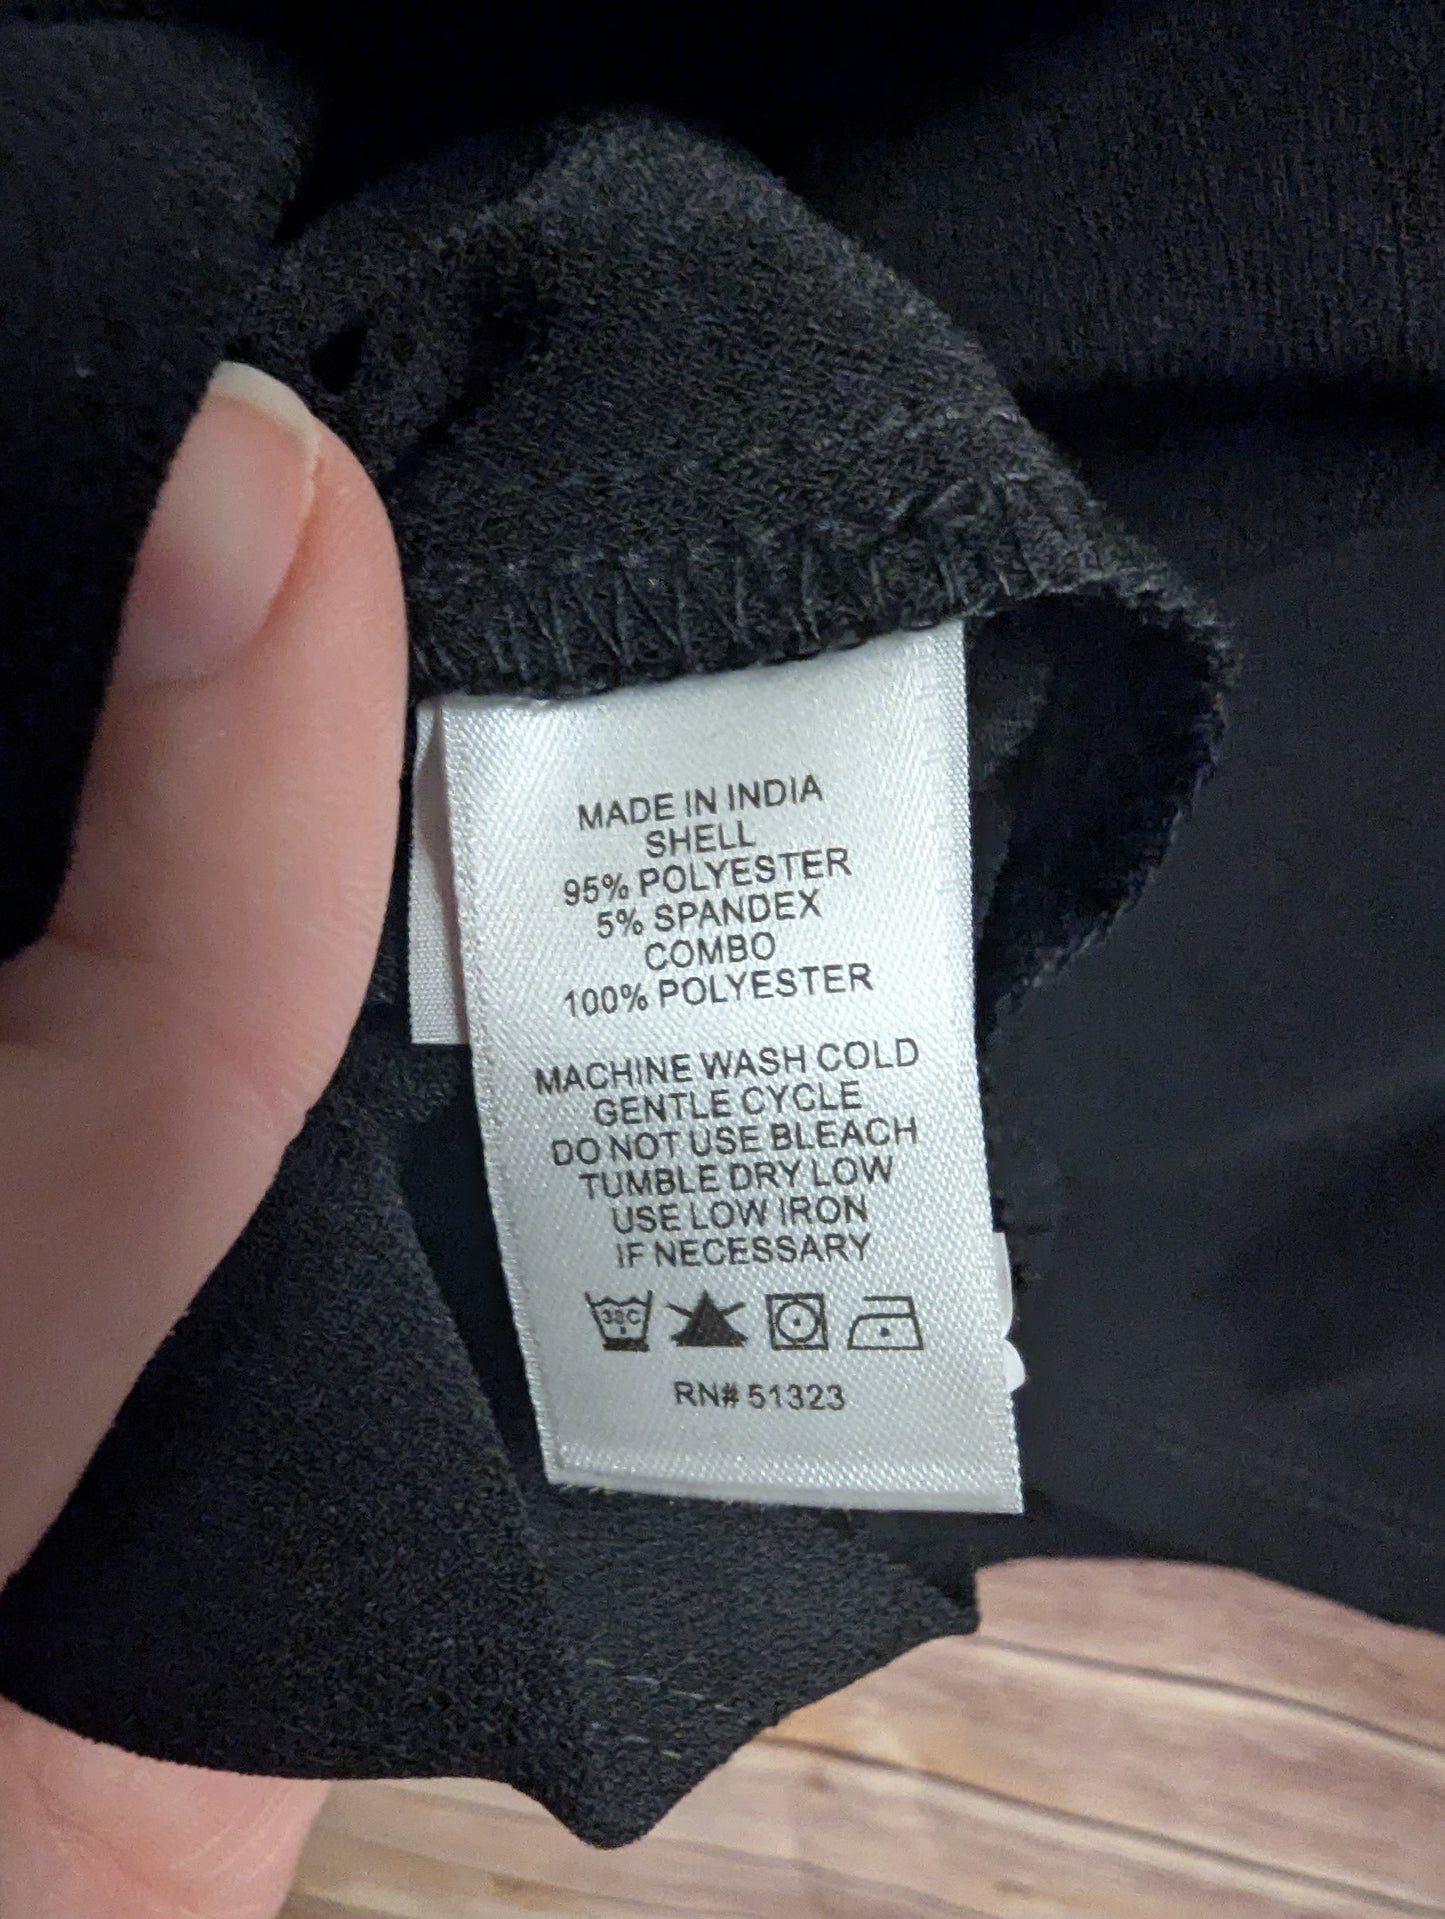 MADE IN INDIA
SHELL
95% POLYESTER
5% SPANDEX
COMBO
100% POLYESTER
MACHINE WASH COLD
GENTLE CYCLE
DO NOT USE BLEACH
TUMBLE DRY LOW
USE LOW IRON
IF NECESSARY
RN# 51323